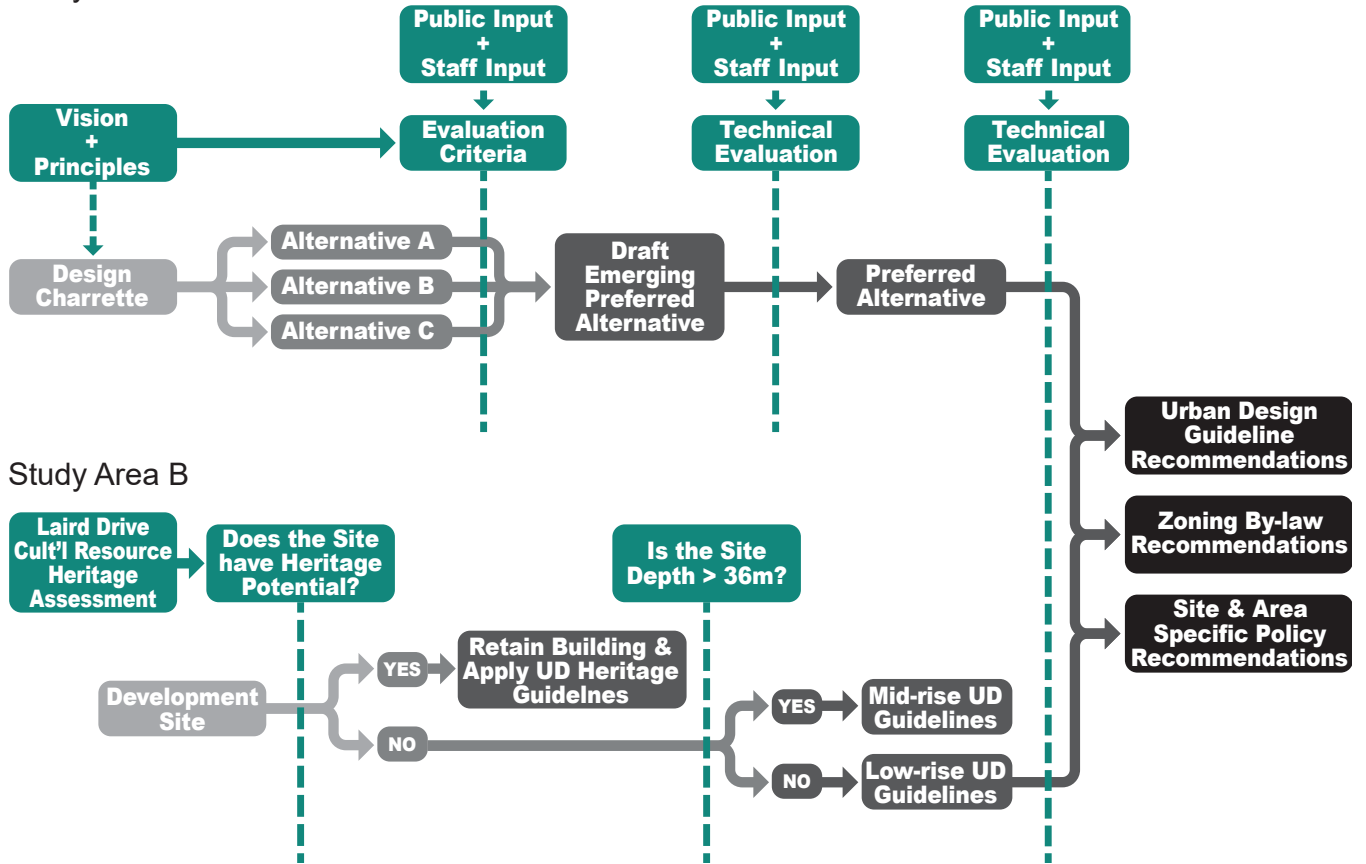 Public Input
+
Staff Input
Public Input
+
Staff Input
Public Input
+
Staff Input
Vision
+
Principles
Evaluation
Criteria
Technical
Evaluation
Technical
Evaluation
Design
Charrette
Alternative A
Alternative B
Alternative C
Draft
Emerging
Preferred
Alternative
Preferred
Alternative
Urban Design
Guideline
Recommendations
Zoning By-law
Recommendations
Site & Area
Specific Policy
Recommendations
Study Area B
Laird Drive
Cult'l Resource
Heritage
Assessment
Does the Site
have Heritage
Potential?
Is the Site
Depth > 36m?
Development
Site
YES
Retain Building &
Apply UD Heritage
Guidelnes
NO
YES
Mid-rise UD
Guidelines
NO
Low-rise UD
Guidelines